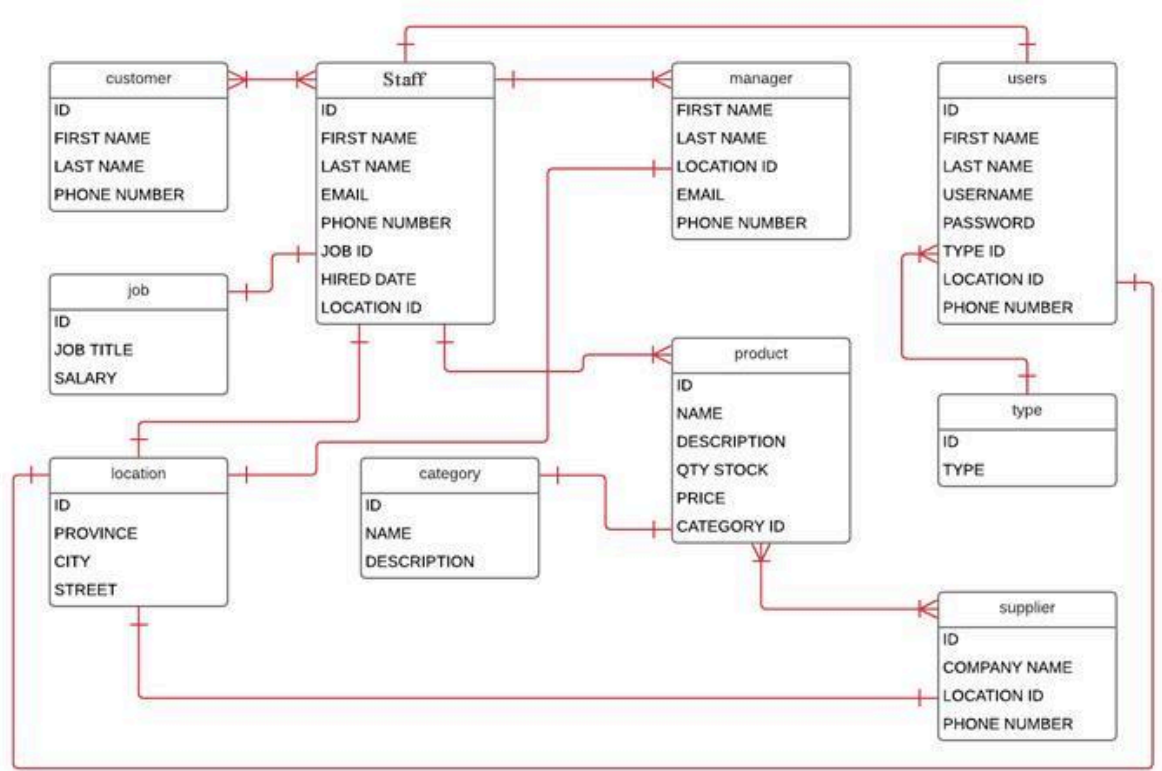 customer
ID
FIRST NAME
LAST NAME
PHONE NUMBER
Staff
ID
FIRST NAME
LAST NAME
EMAIL
PHONE NUMBER
JOB ID
HIRED DATE
LOCATION ID
manager
FIRST NAME
LAST NAME
LOCATION ID
EMAIL
PHONE NUMBER
users
ID
FIRST NAME
LAST NAME
USERNAME
PASSWORD
TYPE ID
LOCATION ID
PHONE NUMBER
job
ID
JOB TITLE
SALARY
product
ID
NAME
DESCRIPTION
QTY STOCK
PRICE
CATEGORY ID
type
ID
TYPE
location
ID
PROVINCE
CITY
STREET
category
ID
NAME
DESCRIPTION
supplier
ID
COMPANY NAME
LOCATION ID
PHONE NUMBER